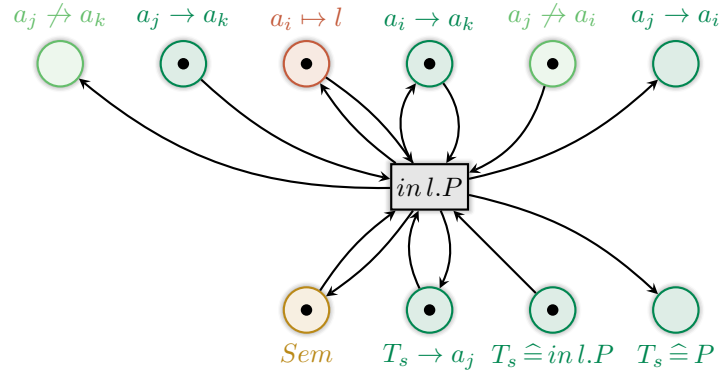 a_j ↛ a_k a_j → a_k a_i ↦ l a_i → a_k a_j ↛ a_i a_j → a_i
in l.P
Sem T_s → a_j T_s ≙ in l.P T_s ≙ P